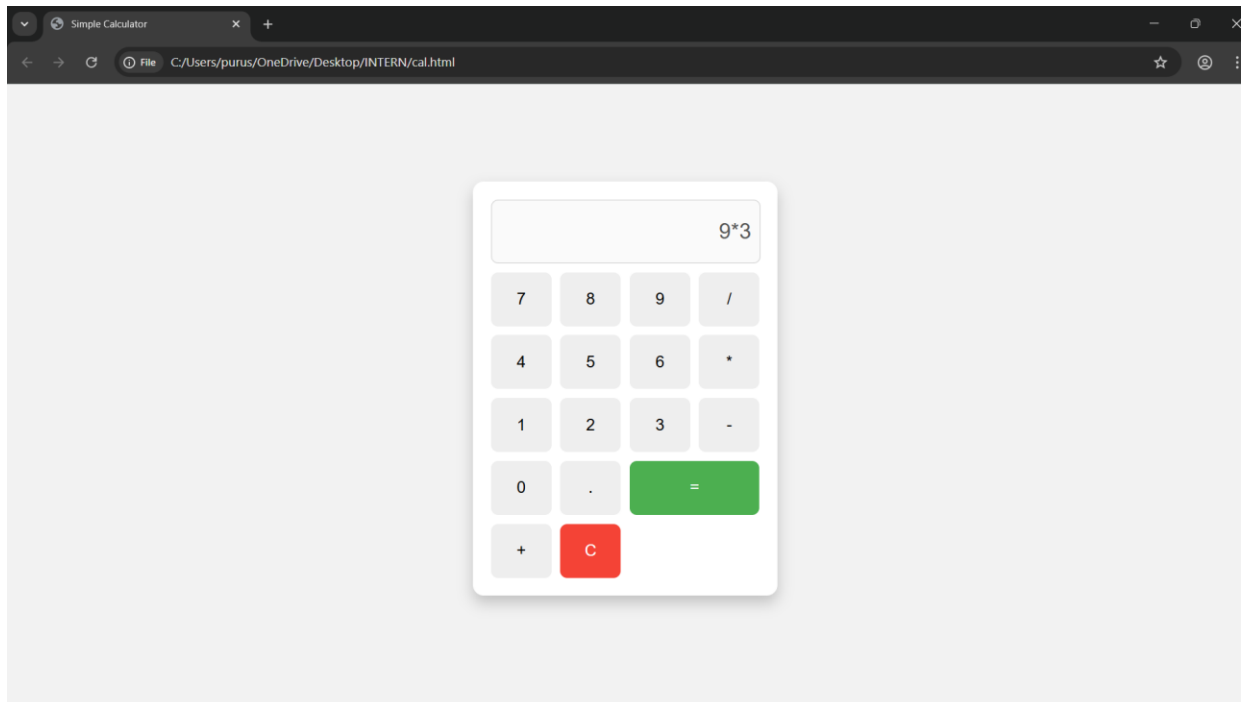 Simple Calculator
File C:/Users/purus/OneDrive/Desktop/INTERN/cal.html
9*3
7 8 9 /
4 5 6 *
1 2 3 -
0 . =
+ C